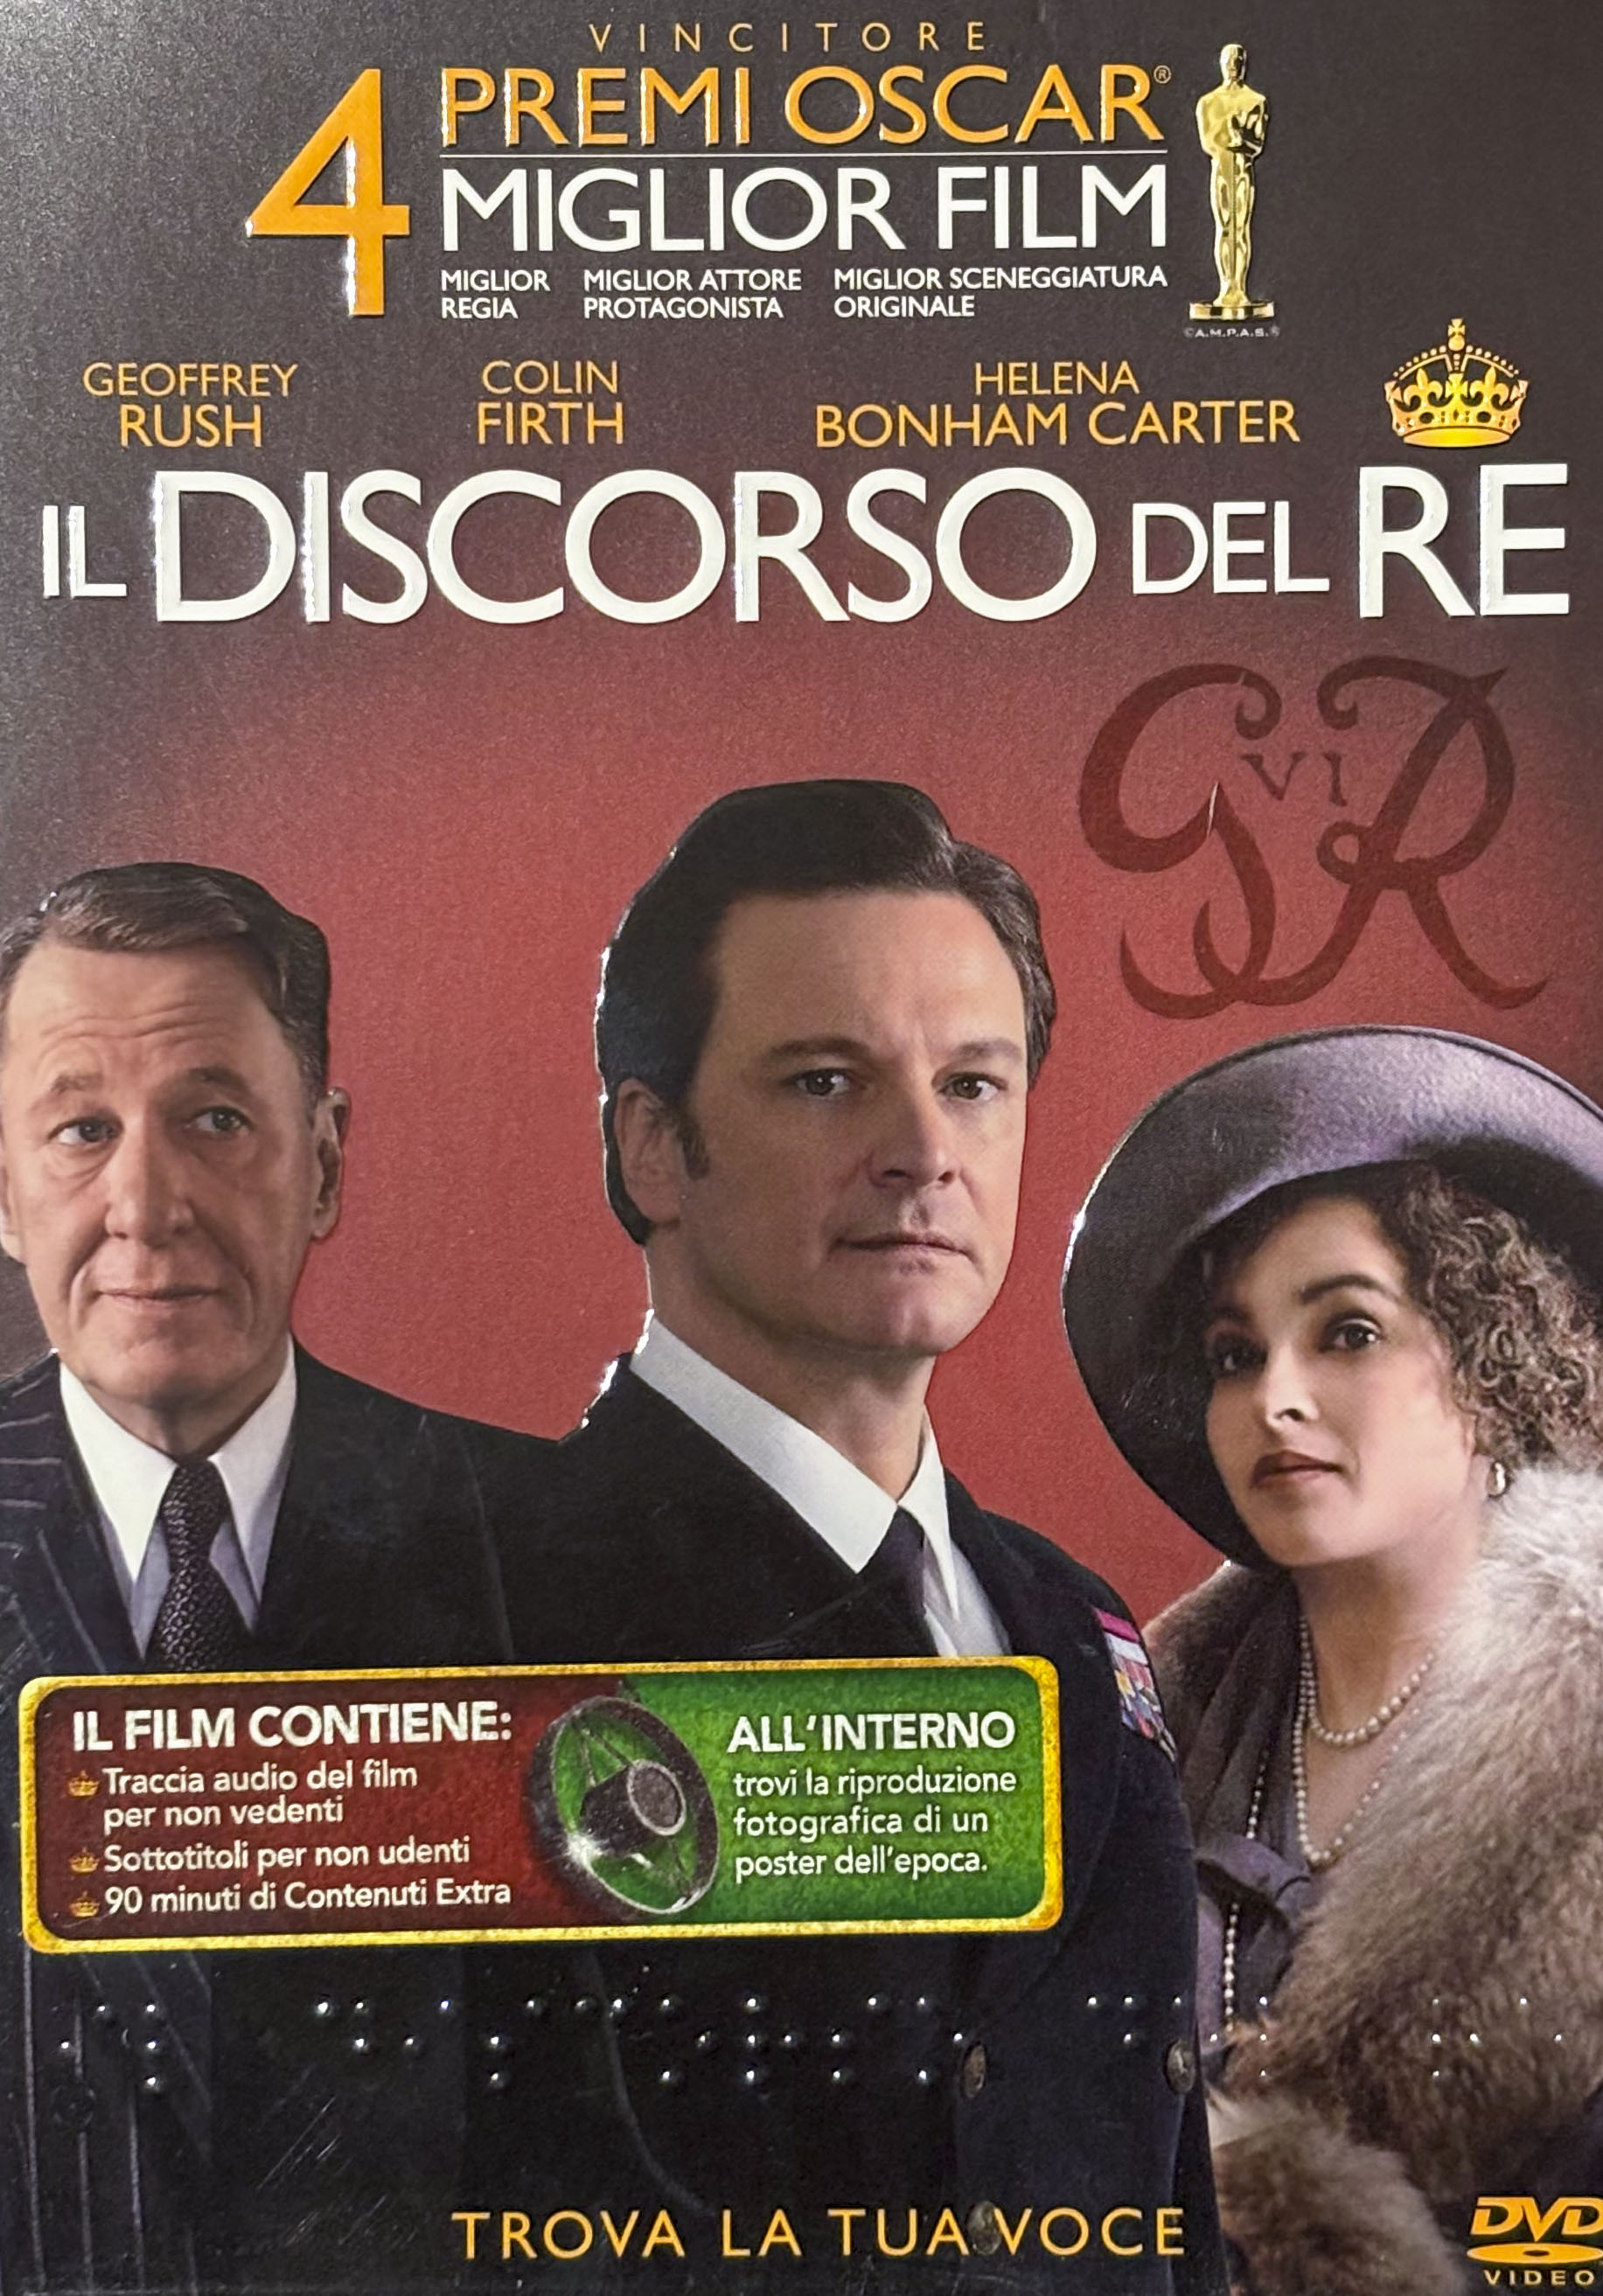 VINCITORE
4 PREMI OSCAR®
MIGLIOR FILM
MIGLIOR REGIA
MIGLIOR ATTORE PROTAGONISTA
MIGLIOR SCENEGGIATURA ORIGINALE
©A.M.P.A.S.®
GEOFFREY RUSH
COLIN FIRTH
HELENA BONHAM CARTER
IL DISCORSO DEL RE
G VI R
IL FILM CONTIENE:
Traccia audio del film
per non vedenti
Sottotitoli per non udenti
90 minuti di Contenuti Extra
ALL'INTERNO
trovi la riproduzione
fotografica di un
poster dell'epoca.
TROVA LA TUA VOCE
DVD
VIDEO